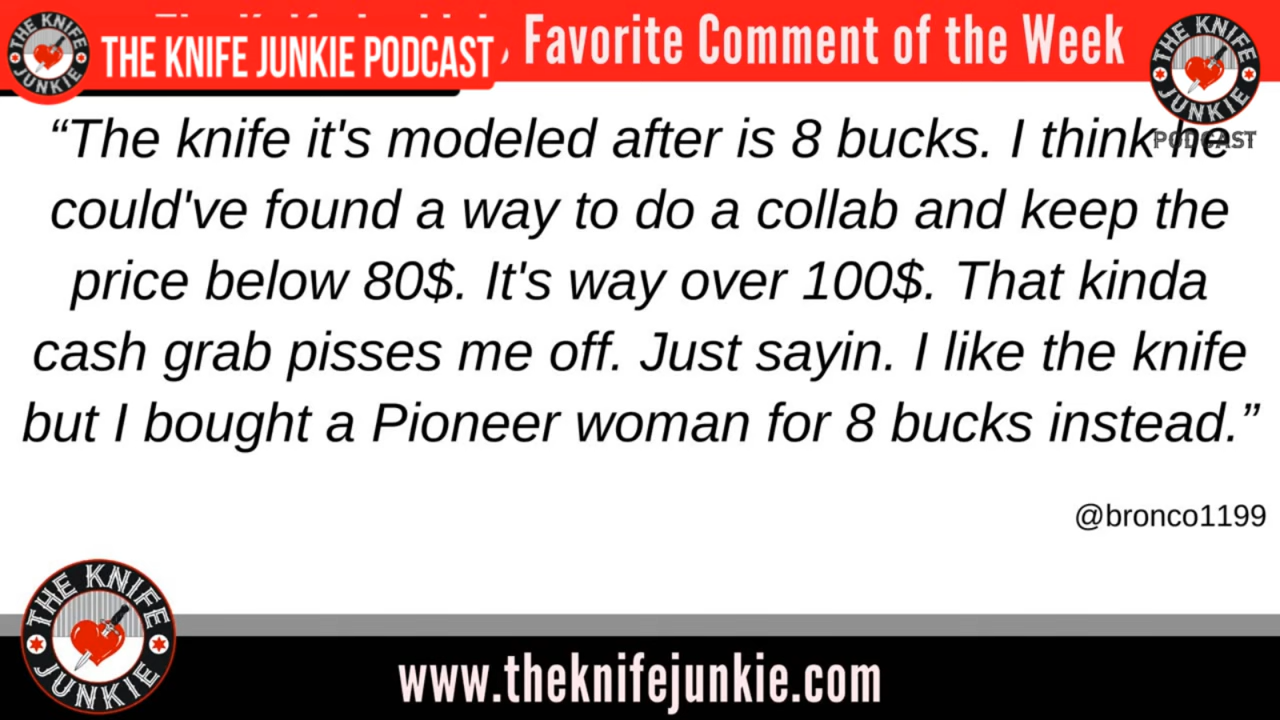 THE KNIFE JUNKIE
THE KNIFE JUNKIE PODCAST
Favorite Comment of the Week
THE KNIFE JUNKIE
PODCAST
“The knife it's modeled after is 8 bucks. I think he
could've found a way to do a collab and keep the
price below 80$. It's way over 100$. That kinda
cash grab pisses me off. Just sayin. I like the knife
but I bought a Pioneer woman for 8 bucks instead.”
@bronco1199
THE KNIFE JUNKIE
www.theknifejunkie.com